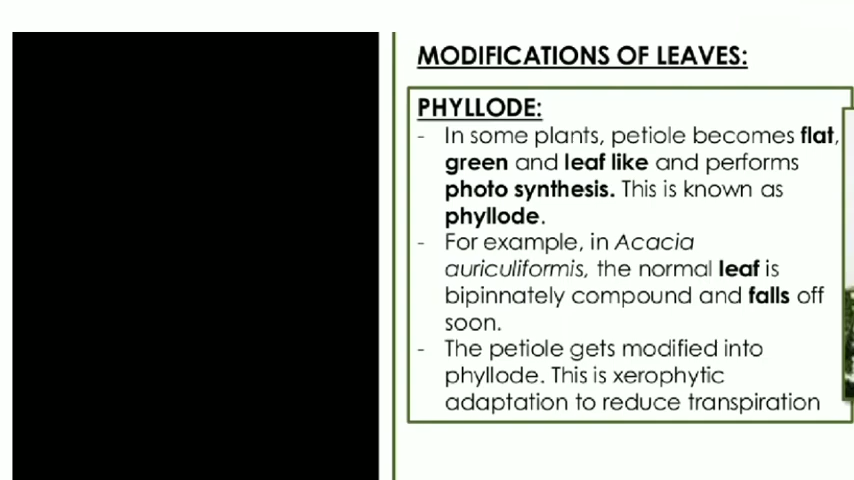 MODIFICATIONS OF LEAVES:
PHYLLODE:
- In some plants, petiole becomes flat,
green and leaf like and performs
photo synthesis. This is known as
phyllode.
- For example, in Acacia
auriculiformis, the normal leaf is
bipinnately compound and falls off
soon.
- The petiole gets modified into
phyllode. This is xerophytic
adaptation to reduce transpiration